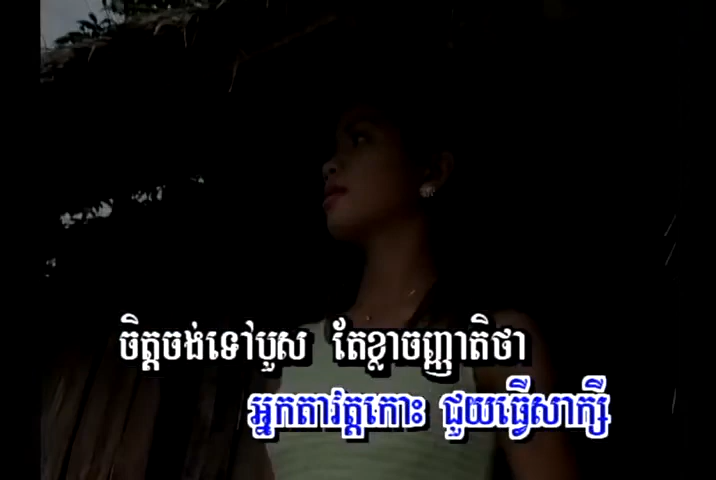 ចិត្តចង់ទៅបួស តែខ្លាចញ្ញាតិថា
អ្នកតាវត្តកោះ ជួយធ្វើសាក្សី